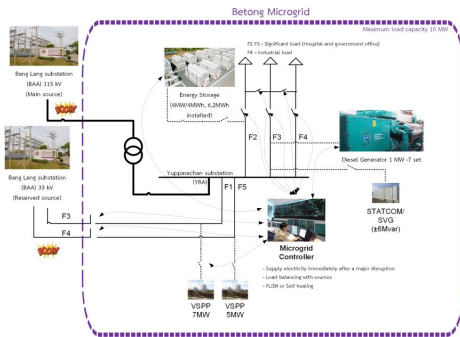 Betong Microgrid
Maximum load capacity 10 MW
F2 F3 = Significant load (Hospital and government office)
F4 = Industrial load
Bang Lang substation
(BAA) 115 kV
(Main source)
BOOM!
Energy Storage
(4MW/4MWh, 6.2MWh
installed)
F2
F3
F4
Diesel Generator 1 MW -7 set
Bang Lang substation
(BAA) 33 kV
(Reserved source)
Yupparachan substation
(YRA)
F1
F5
STATCOM/
SVG
(±6Mvar)
F3
F4
BOOM!
Microgrid
Controller
- Supply electricity immediately after a major disruption
- Load balancing with sources
- FLISR or Self healing
VSPP
7MW
VSPP
5MW